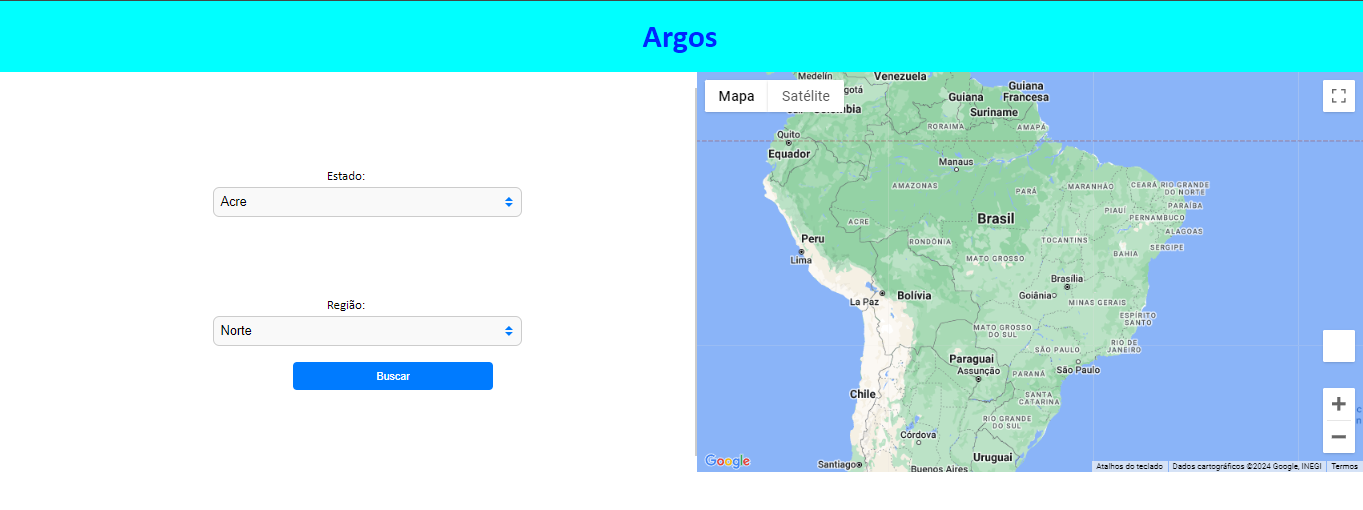 Argos
Estado:
Acre
Região:
Norte
Buscar
Mapa Satélite
Medellín
Venezuela
Guiana
Guiana
Francesa
Suriname
RORAIMA
AMAPÁ
Quito
Equador
Manaus
AMAZONAS
PARÁ
MARANHÃO
CEARÁ
RIO GRANDE
DO NORTE
PARAÍBA
PIAUÍ
PERNAMBUCO
ACRE
Brasil
ALAGOAS
Peru
RONDÔNIA
TOCANTINS
SERGIPE
Lima
MATO GROSSO
BAHIA
Brasília
La Paz
Bolívia
Goiânia
MINAS GERAIS
ESPÍRITO
SANTO
MATO GROSSO
DO SUL
RIO DE
JANEIRO
SÃO PAULO
Paraguai
Assunção
São Paulo
PARANÁ
Chile
SANTA
CATARINA
RIO GRANDE
DO SUL
Córdova
Uruguai
Santiago
Buenos Aires
Google
Atalhos do teclado Dados cartográficos ©2024 Google, INEGI Termos